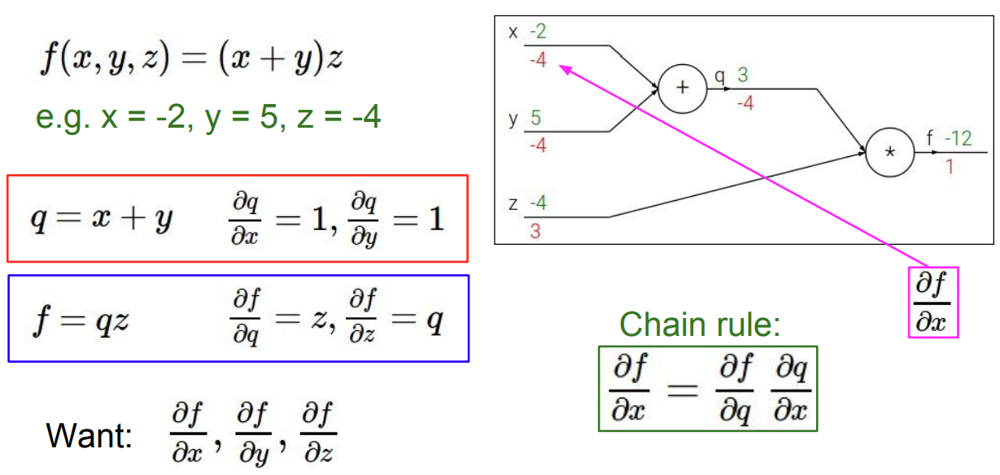 f(x, y, z) = (x + y)z
e.g. x = -2, y = 5, z = -4
q = x + y    ∂q/∂x = 1, ∂q/∂y = 1
f = qz    ∂f/∂q = z, ∂f/∂z = q
Want: ∂f/∂x, ∂f/∂y, ∂f/∂z
x -2
-4
+
q 3
-4
y 5
-4
*
f -12
1
z -4
3
∂f/∂x
Chain rule:
∂f/∂x = ∂f/∂q ∂q/∂x